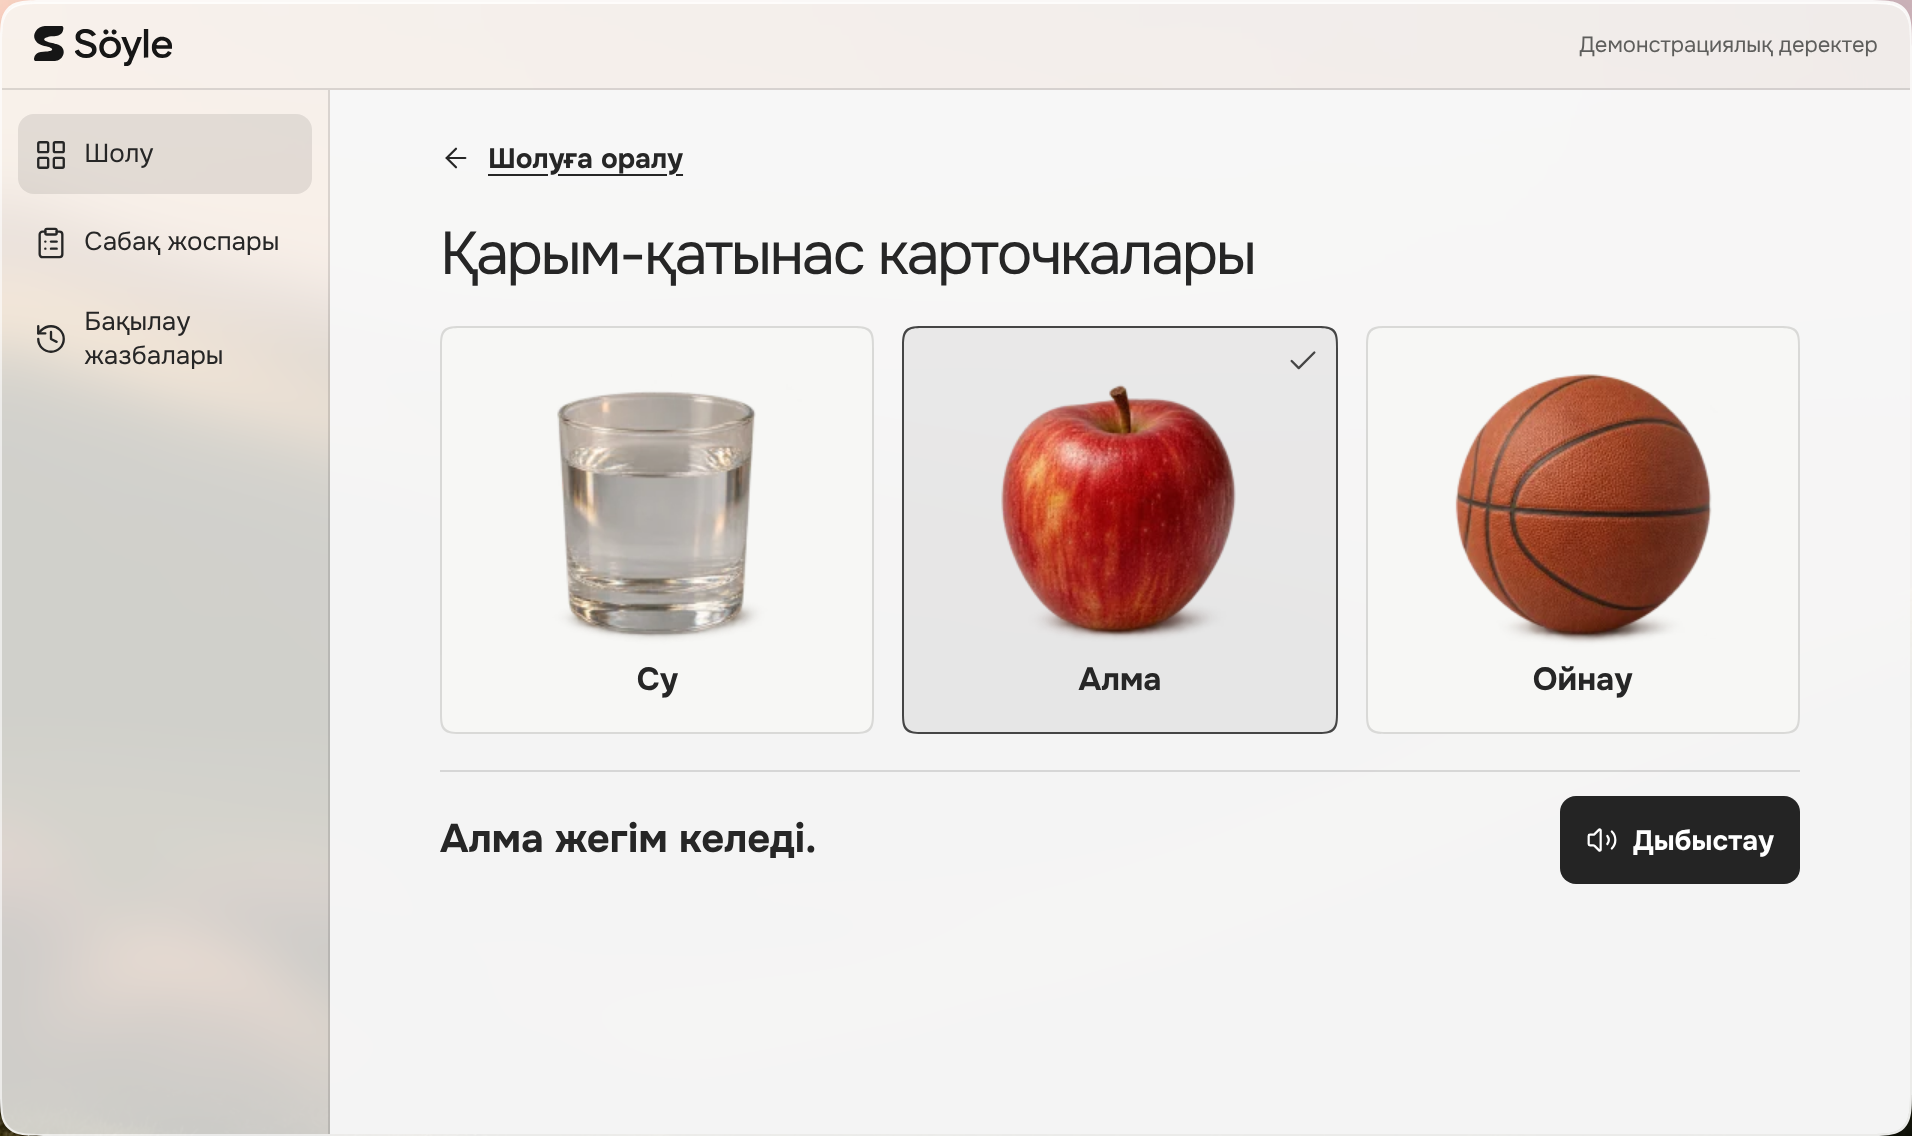 Söyle
Демонстрациялық деректер
Шолу
Сабақ жоспары
Бақылау
жазбалары
Шолуға оралу
Қарым-қатынас карточкалары
Су
Алма
Ойнау
Алма жегім келеді.
Дыбыстау